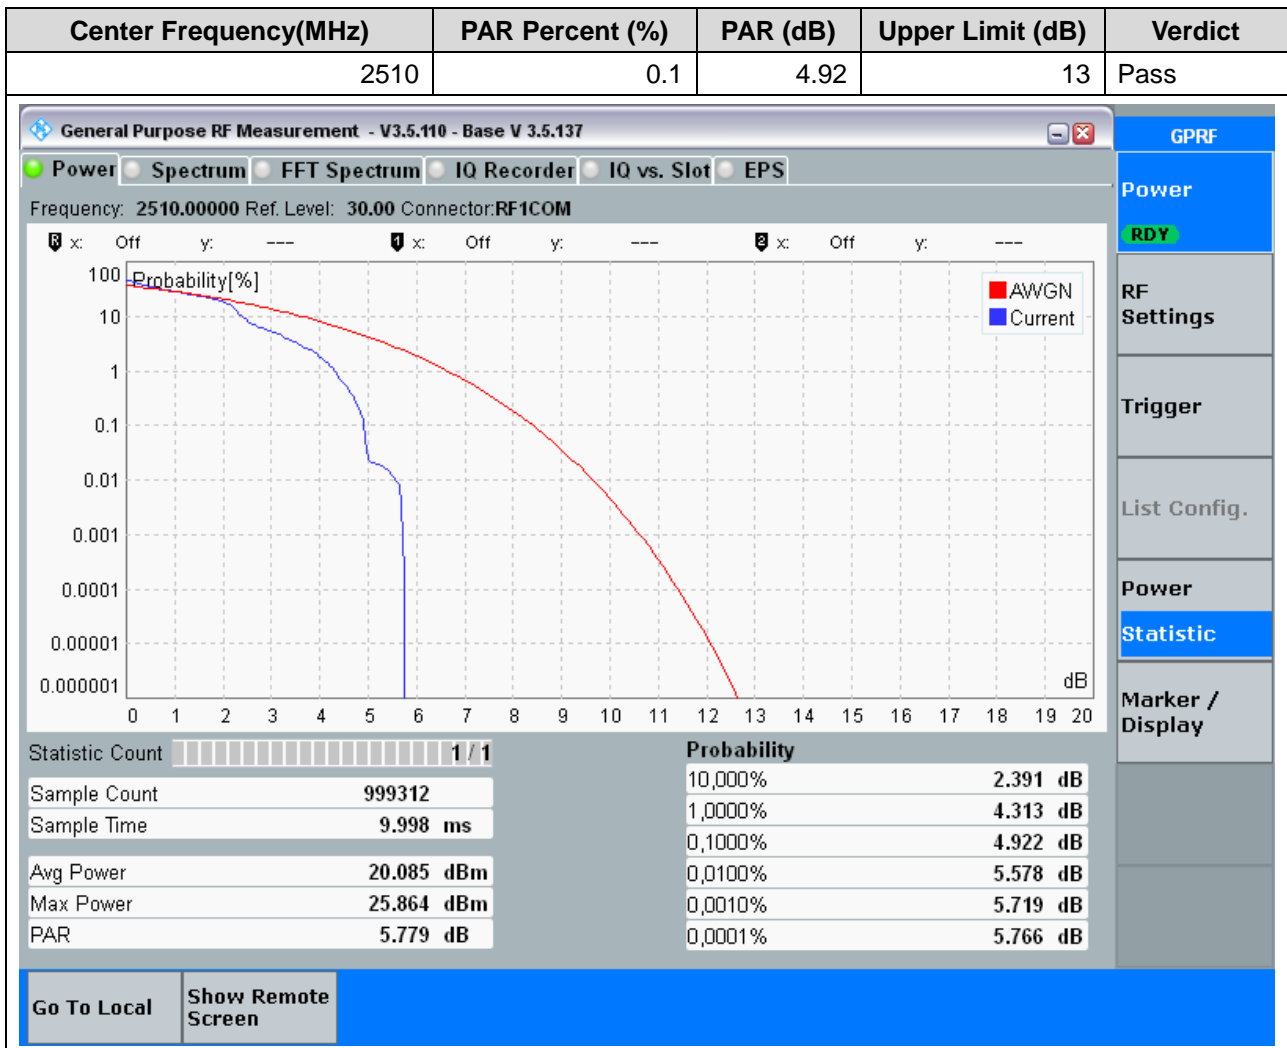 Center Frequency(MHz) PAR Percent (%) PAR (dB) Upper Limit (dB) Verdict
2510 0.1 4.92 13 Pass
General Purpose RF Measurement - V3.5.110 - Base V 3.5.137
GPRF
Power Spectrum FFT Spectrum IQ Recorder IQ vs. Slot EPS
Power
RDY
Frequency: 2510.00000 Ref. Level: 30.00 Connector:RF1COM
R x: Off y: --- 1 x: Off y: --- 2 x: Off y: ---
Probability[%]
AWGN
Current
100
10
1
0.1
0.01
0.001
0.0001
0.00001
0.000001
dB
0 1 2 3 4 5 6 7 8 9 10 11 12 13 14 15 16 17 18 19 20
RF
Settings
Trigger
List Config.
Power
Statistic
Marker /
Display
Statistic Count 1 / 1
Sample Count 999312
Sample Time 9.998 ms
Avg Power 20.085 dBm
Max Power 25.864 dBm
PAR 5.779 dB
Probability
10,000% 2.391 dB
1,0000% 4.313 dB
0,1000% 4.922 dB
0,0100% 5.578 dB
0,0010% 5.719 dB
0,0001% 5.766 dB
Go To Local
Show Remote
Screen